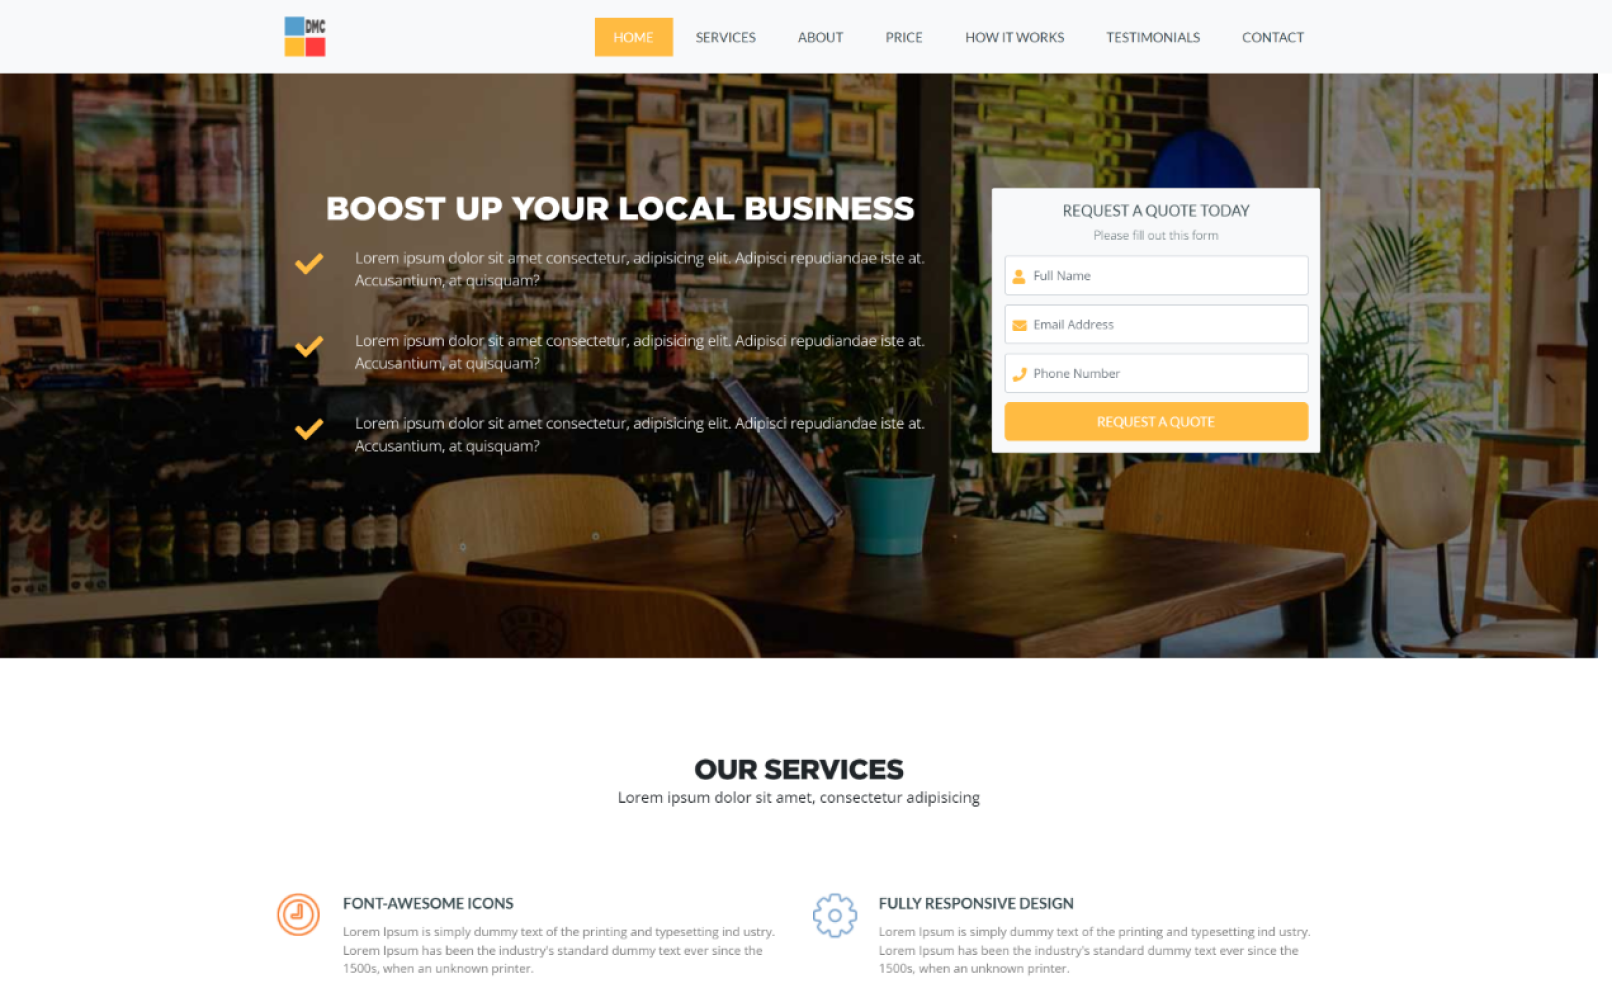 DMC
HOME
SERVICES
ABOUT
PRICE
HOW IT WORKS
TESTIMONIALS
CONTACT
BOOST UP YOUR LOCAL BUSINESS
Lorem ipsum dolor sit amet consectetur, adipisicing elit. Adipisci repudiandae iste at.
Accusantium, at quisquam?
Lorem ipsum dolor sit amet consectetur, adipisicing elit. Adipisci repudiandae iste at.
Accusantium, at quisquam?
Lorem ipsum dolor sit amet consectetur, adipisicing elit. Adipisci repudiandae iste at.
Accusantium, at quisquam?
REQUEST A QUOTE TODAY
Please fill out this form
Full Name
Email Address
Phone Number
REQUEST A QUOTE
OUR SERVICES
Lorem ipsum dolor sit amet, consectetur adipisicing
FONT-AWESOME ICONS
Lorem Ipsum is simply dummy text of the printing and typesetting ind ustry.
Lorem Ipsum has been the industry's standard dummy text ever since the
1500s, when an unknown printer.
FULLY RESPONSIVE DESIGN
Lorem Ipsum is simply dummy text of the printing and typesetting ind ustry.
Lorem Ipsum has been the industry's standard dummy text ever since the
1500s, when an unknown printer.